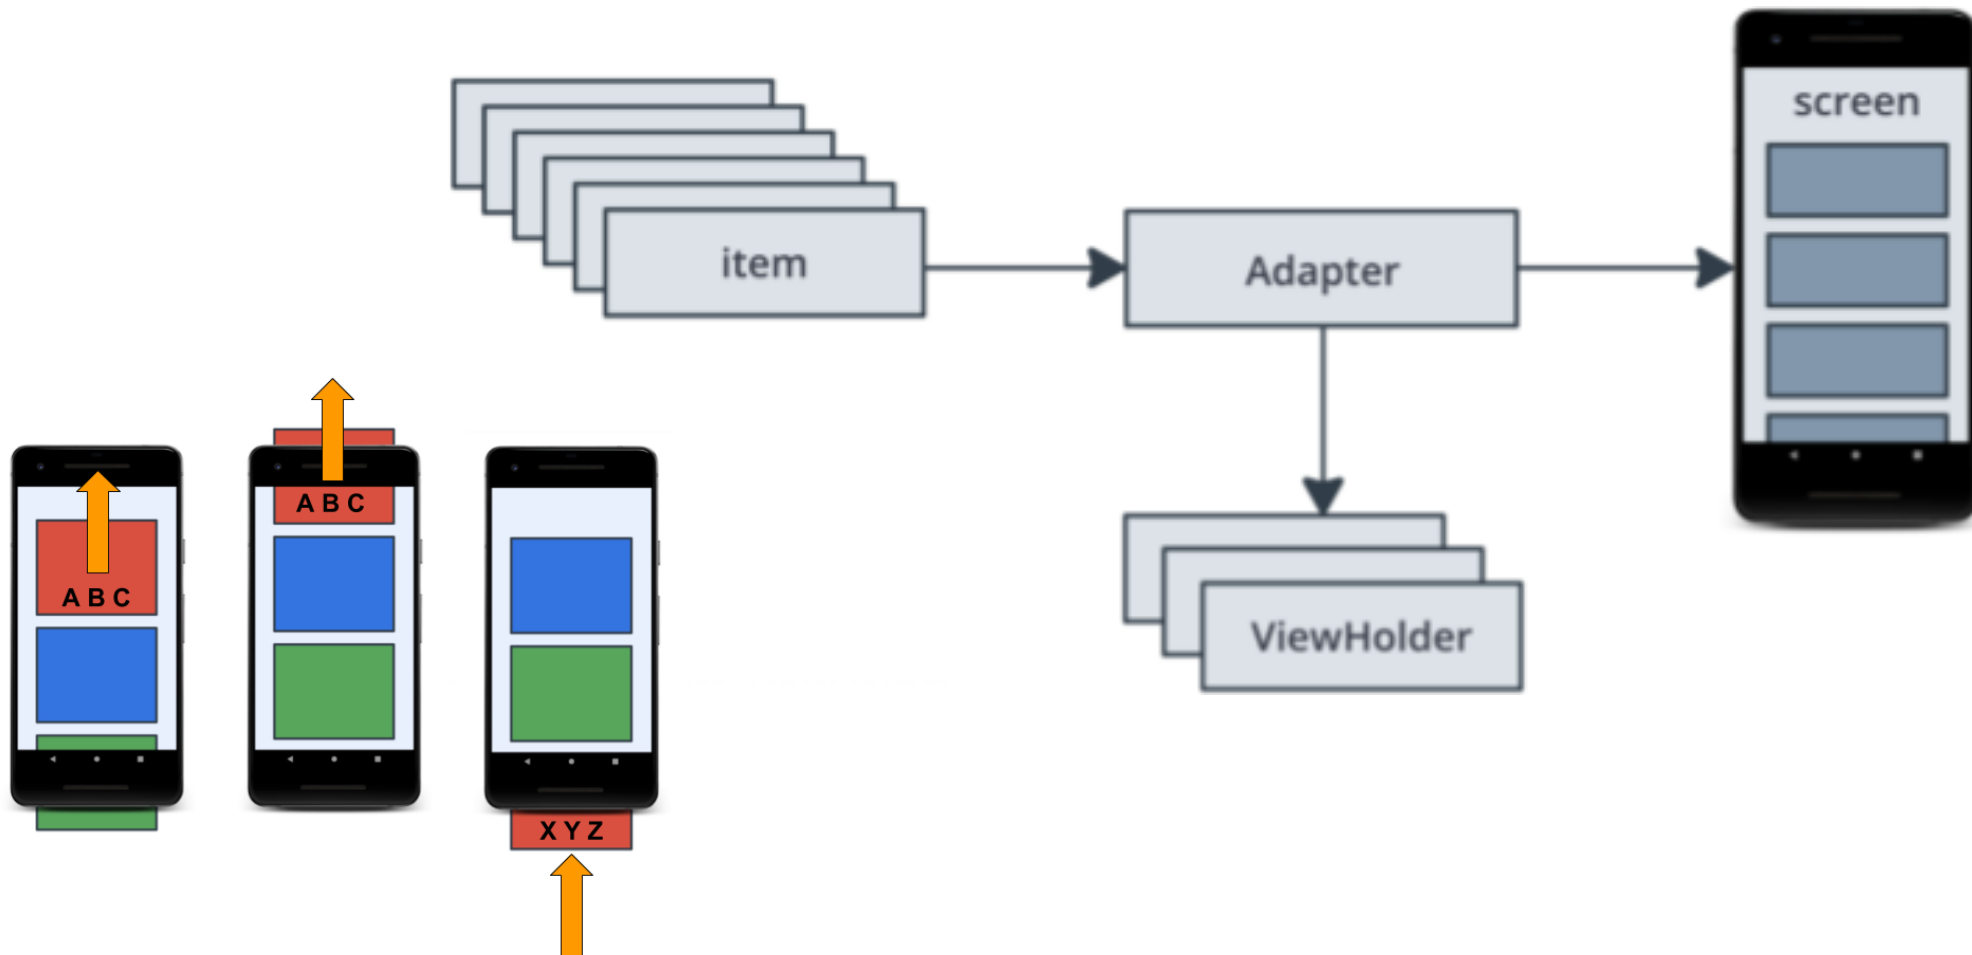 screen
item
Adapter
A B C
A B C
ViewHolder
X Y Z